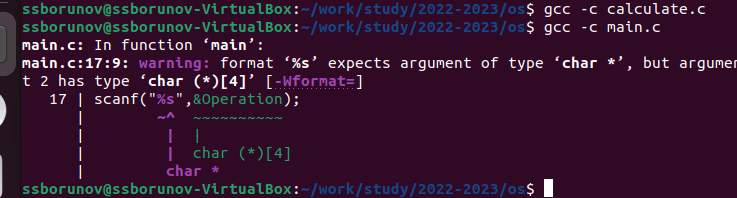 ssborunov@ssborunov-VirtualBox:~/work/study/2022-2023/os$ gcc -c calculate.c
ssborunov@ssborunov-VirtualBox:~/work/study/2022-2023/os$ gcc -c main.c
main.c: In function ‘main’:
main.c:17:9: warning: format ‘%s’ expects argument of type ‘char *’, but argumen
t 2 has type ‘char (*)[4]’ [-Wformat=]
   17 | scanf("%s",&Operation);
      |        ~^  ~~~~~~~~~~
      |         |  |
      |         |  char (*)[4]
      |         char *
ssborunov@ssborunov-VirtualBox:~/work/study/2022-2023/os$